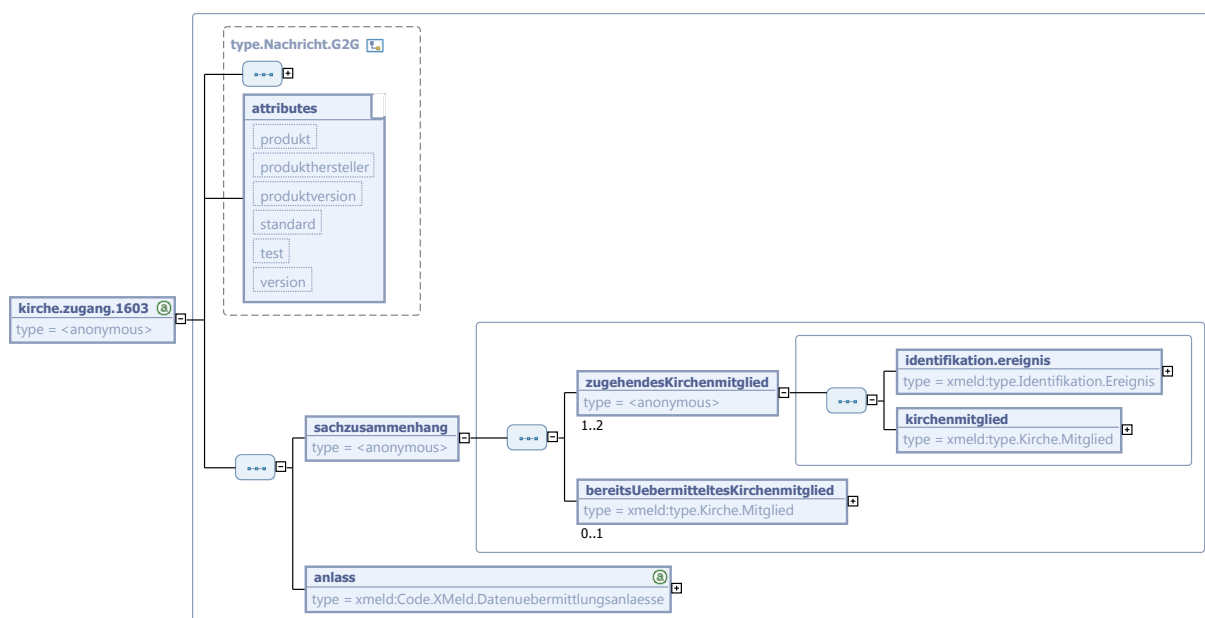 type.Nachricht.G2G
attributes
produkt
produkthersteller
produktversion
standard
test
version
kirche.zugang.1603 a
type = <anonymous>
identifikation.ereignis
type = xmeld:type.Identifikation.Ereignis
zugehendesKirchenmitglied
type = <anonymous>
1..2
kirchenmitglied
type = xmeld:type.Kirche.Mitglied
sachzusammenhang
type = <anonymous>
bereitsUebermitteltesKirchenmitglied
type = xmeld:type.Kirche.Mitglied
0..1
anlass a
type = xmeld:Code.XMeld.Datenuebermittlungsanlaesse